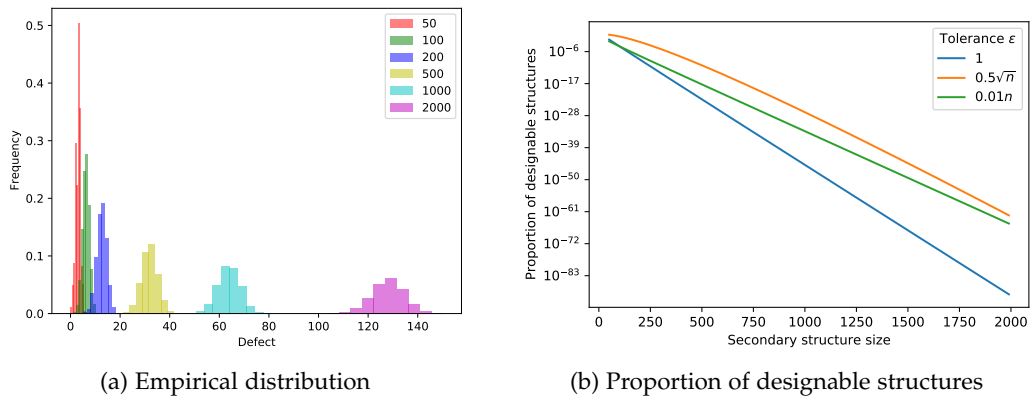 0.5
0.4
0.3
0.2
0.1
0.0
Frequency
0 20 40 60 80 100 120 140
Defect
50
100
200
500
1000
2000
(a) Empirical distribution
10⁻⁶
10⁻¹⁷
10⁻²⁸
10⁻³⁹
10⁻⁵⁰
10⁻⁶¹
10⁻⁷²
10⁻⁸³
Proportion of designable structures
0 250 500 750 1000 1250 1500 1750 2000
Secondary structure size
Tolerance ε
1
0.5√n
0.01n
(b) Proportion of designable structures